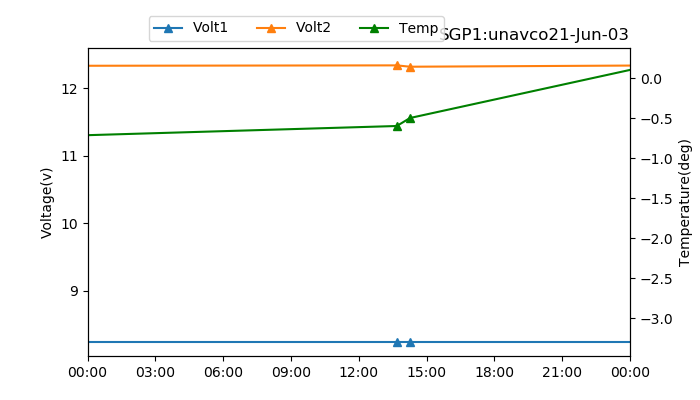 Volt1 Volt2 Temp
SGP1:unavco21-Jun-03
12
11
10
9
Voltage(v)
0.0
−0.5
−1.0
−1.5
−2.0
−2.5
−3.0
Temperature(deg)
00:00 03:00 06:00 09:00 12:00 15:00 18:00 21:00 00:00